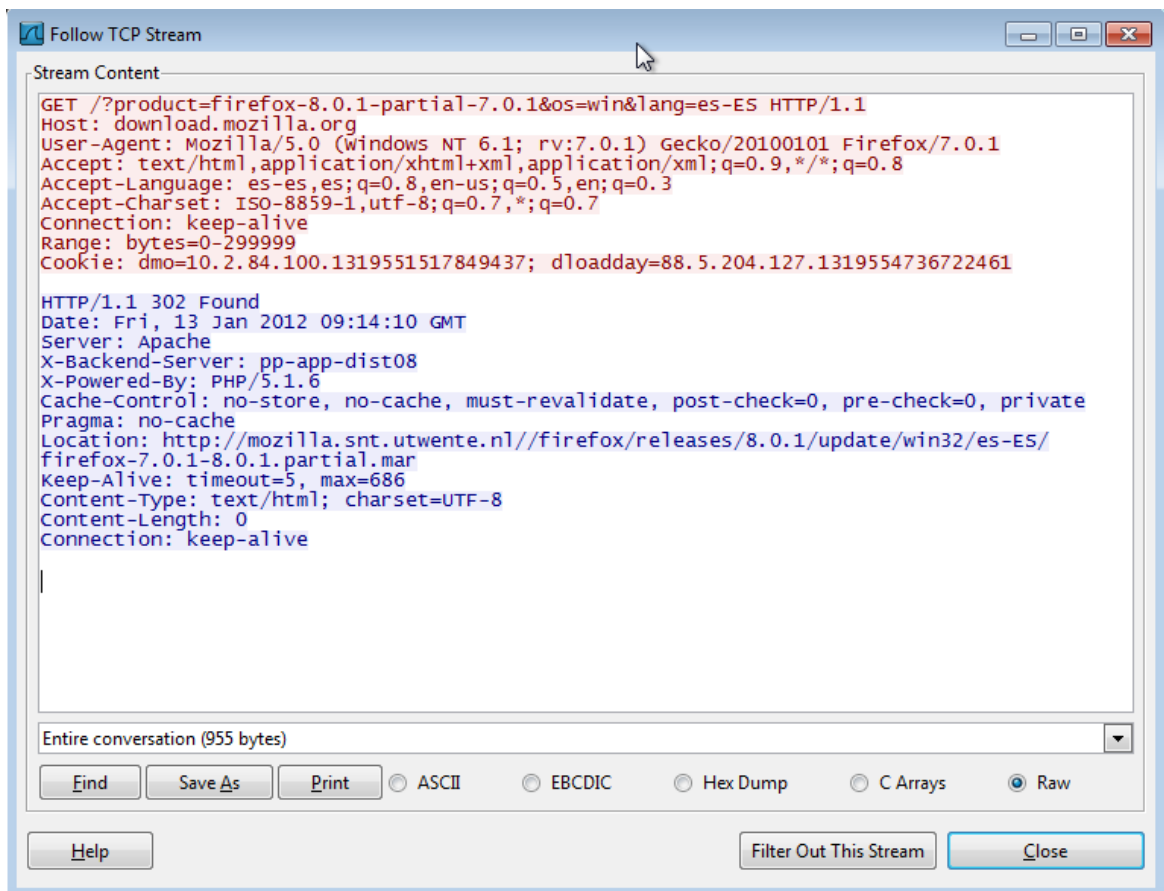 Follow TCP Stream
Stream Content
GET /?product=firefox-8.0.1-partial-7.0.1&os=win&lang=es-ES HTTP/1.1
Host: download.mozilla.org
User-Agent: Mozilla/5.0 (Windows NT 6.1; rv:7.0.1) Gecko/20100101 Firefox/7.0.1
Accept: text/html,application/xhtml+xml,application/xml;q=0.9,*/*;q=0.8
Accept-Language: es-es,es;q=0.8,en-us;q=0.5,en;q=0.3
Accept-Charset: ISO-8859-1,utf-8;q=0.7,*;q=0.7
Connection: keep-alive
Range: bytes=0-299999
Cookie: dmo=10.2.84.100.1319551517849437; dloadday=88.5.204.127.1319554736722461
HTTP/1.1 302 Found
Date: Fri, 13 Jan 2012 09:14:10 GMT
Server: Apache
X-Backend-Server: pp-app-dist08
X-Powered-By: PHP/5.1.6
Cache-Control: no-store, no-cache, must-revalidate, post-check=0, pre-check=0, private
Pragma: no-cache
Location: http://mozilla.snt.utwente.nl//firefox/releases/8.0.1/update/win32/es-ES/
firefox-7.0.1-8.0.1.partial.mar
Keep-Alive: timeout=5, max=686
Content-Type: text/html; charset=UTF-8
Content-Length: 0
Connection: keep-alive
Entire conversation (955 bytes)
Find Save As Print ASCII EBCDIC Hex Dump C Arrays Raw
Help Filter Out This Stream Close